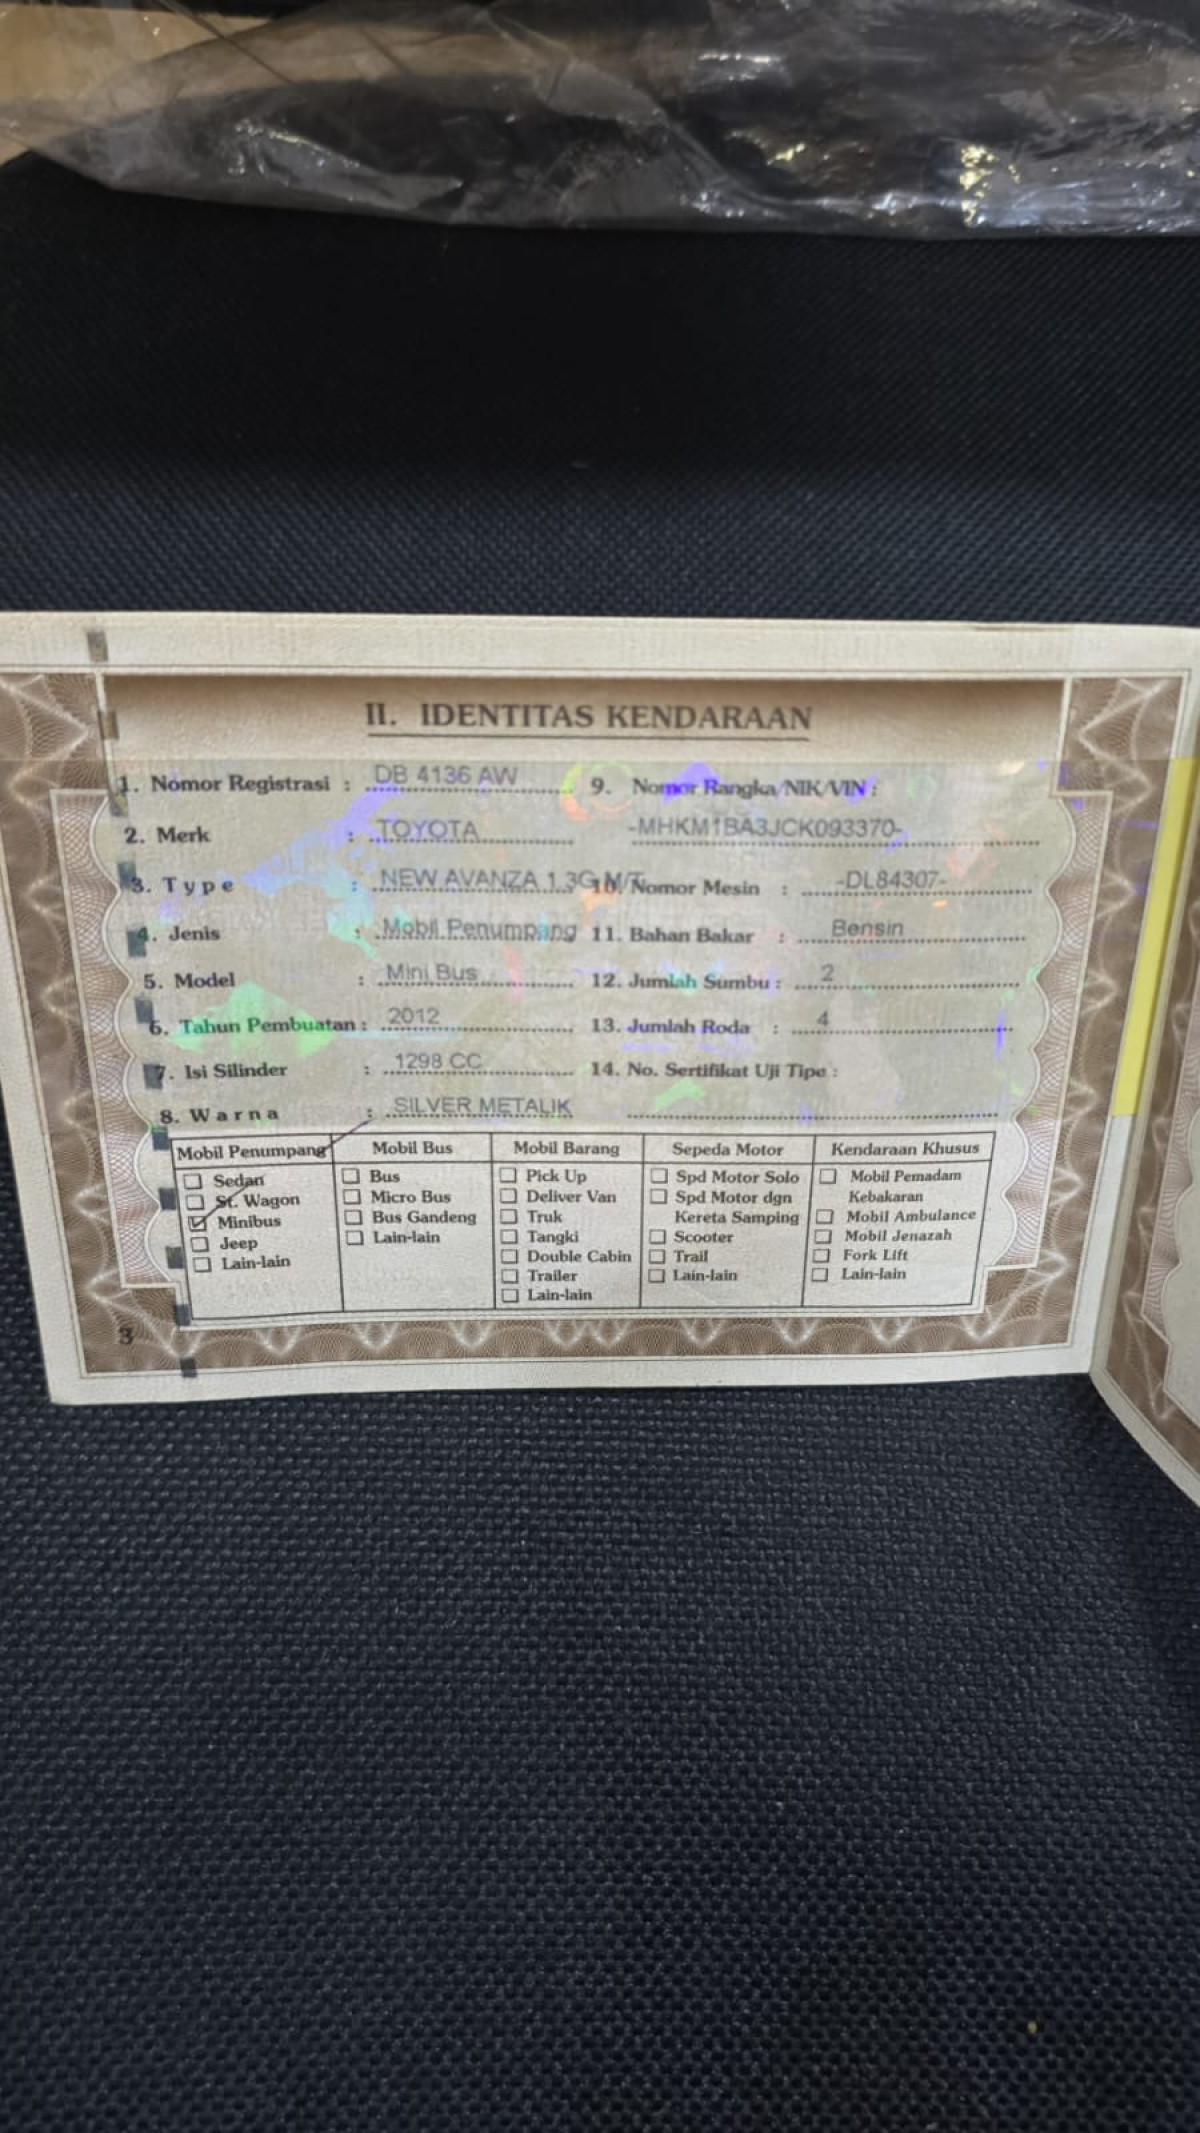 II. IDENTITAS KENDARAAN
1. Nomor Registrasi : DB 4136 AW
2. Merk : TOYOTA
3. Type : NEW AVANZA 1.3G M/T
4. Jenis : Mobil Penumpang
5. Model : Mini Bus
6. Tahun Pembuatan : 2012
7. Isi Silinder : 1298 CC
8. Warna : SILVER METALIK
9. Nomor Rangka/NIK/VIN :
-MHKM1BA3JCK093370-
10. Nomor Mesin : -DL84307-
11. Bahan Bakar : Bensin
12. Jumlah Sumbu : 2
13. Jumlah Roda : 4
14. No. Sertifikat Uji Tipe :
Mobil Penumpang
Sedan
St. Wagon
Minibus
Jeep
Lain-lain
Mobil Bus
Bus
Micro Bus
Bus Gandeng
Lain-lain
Mobil Barang
Pick Up
Deliver Van
Truk
Tangki
Double Cabin
Trailer
Lain-lain
Sepeda Motor
Spd Motor Solo
Spd Motor dgn
Kereta Samping
Scooter
Trail
Lain-lain
Kendaraan Khusus
Mobil Pemadam
Kebakaran
Mobil Ambulance
Mobil Jenazah
Fork Lift
Lain-lain
3